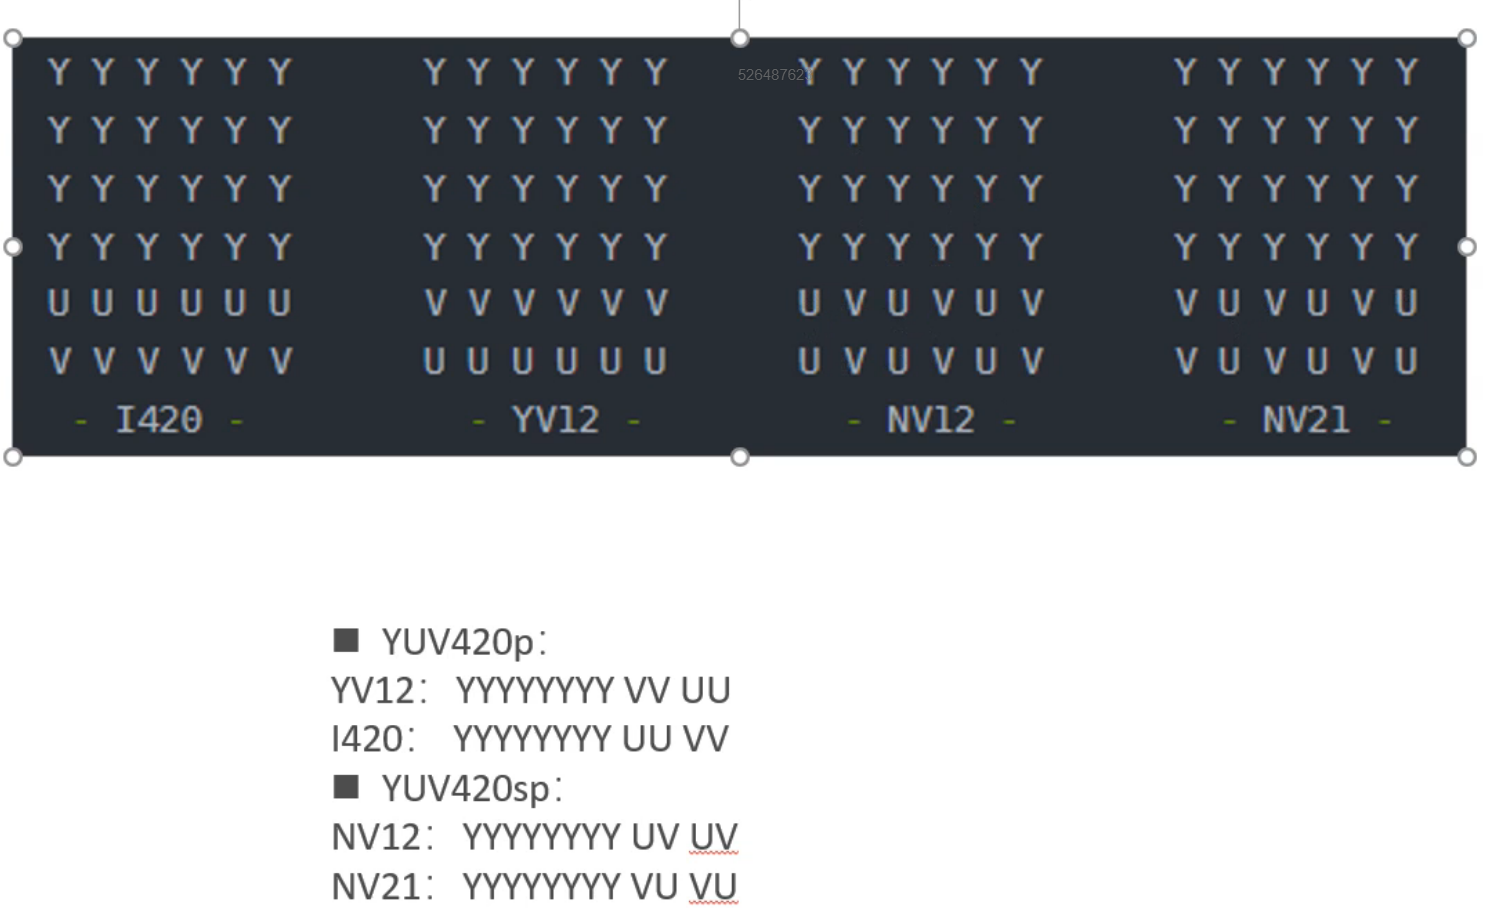 Y Y Y Y Y Y Y Y Y Y Y Y Y Y Y Y Y Y Y Y Y Y Y Y
Y Y Y Y Y Y Y Y Y Y Y Y Y Y Y Y Y Y Y Y Y Y Y Y
Y Y Y Y Y Y Y Y Y Y Y Y Y Y Y Y Y Y Y Y Y Y Y Y
Y Y Y Y Y Y Y Y Y Y Y Y Y Y Y Y Y Y Y Y Y Y Y Y
U U U U U U V V V V V V U V U V U V V U V U V U
V V V V V V U U U U U U U V U V U V V U V U V U
- I420 - - YV12 - - NV12 - - NV21 -
■ YUV420p：
YV12： YYYYYYYY VV UU
I420： YYYYYYYY UU VV
■ YUV420sp：
NV12： YYYYYYYY UV UV
NV21： YYYYYYYY VU VU